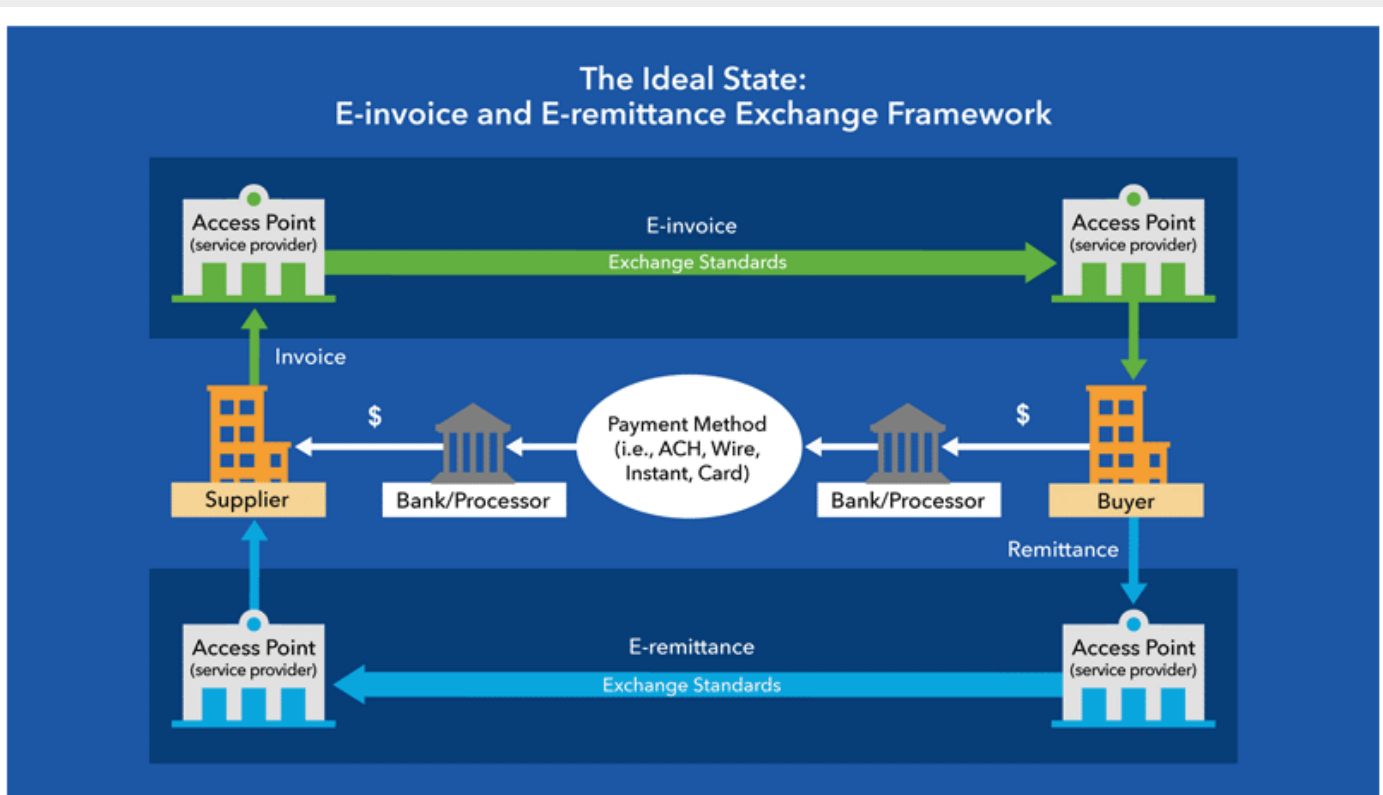 The Ideal State:
E-invoice and E-remittance Exchange Framework
Access Point
(service provider)
E-invoice
Exchange Standards
Access Point
(service provider)
Invoice
$
Payment Method
(i.e., ACH, Wire,
Instant, Card)
$
Supplier
Bank/Processor
Bank/Processor
Buyer
Remittance
Access Point
(service provider)
E-remittance
Exchange Standards
Access Point
(service provider)